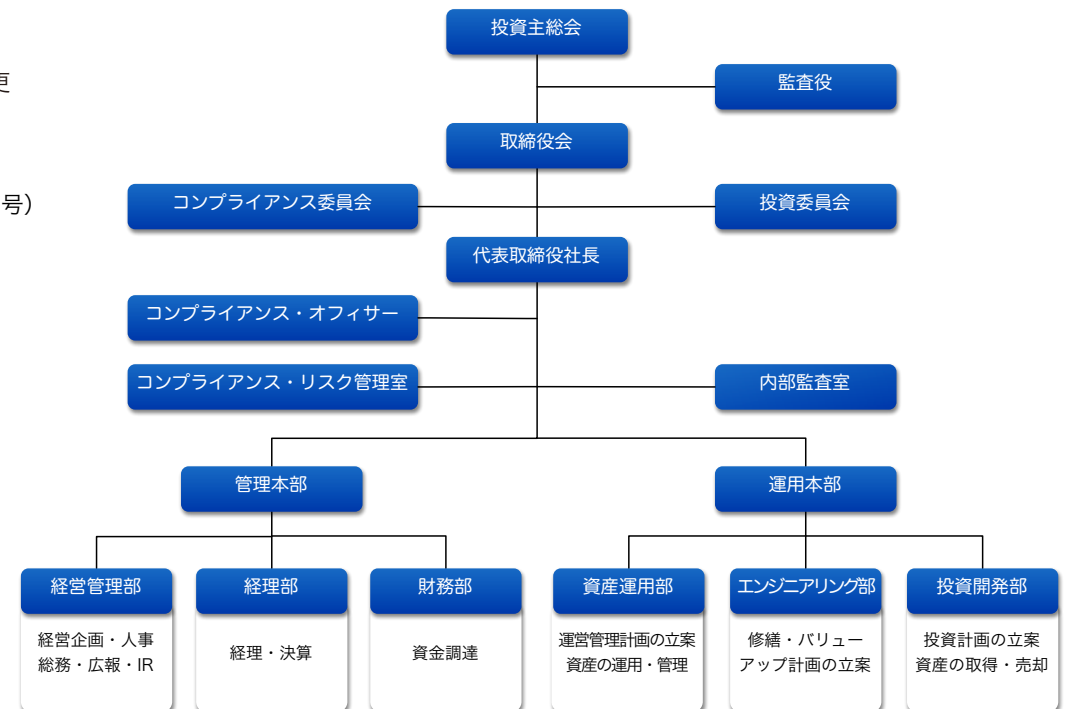 投資主総会
更
監査役
取締役会
号）
コンプライアンス委員会
投資委員会
代表取締役社長
コンプライアンス・オフィサー
コンプライアンス・リスク管理室
内部監査室
管理本部
運用本部
経営管理部
経理部
財務部
資産運用部
エンジニアリング部
投資開発部
経営企画・人事
総務・広報・IR
経理・決算
資金調達
運営管理計画の立案
資産の運用・管理
修繕・バリュー
アップ計画の立案
投資計画の立案
資産の取得・売却